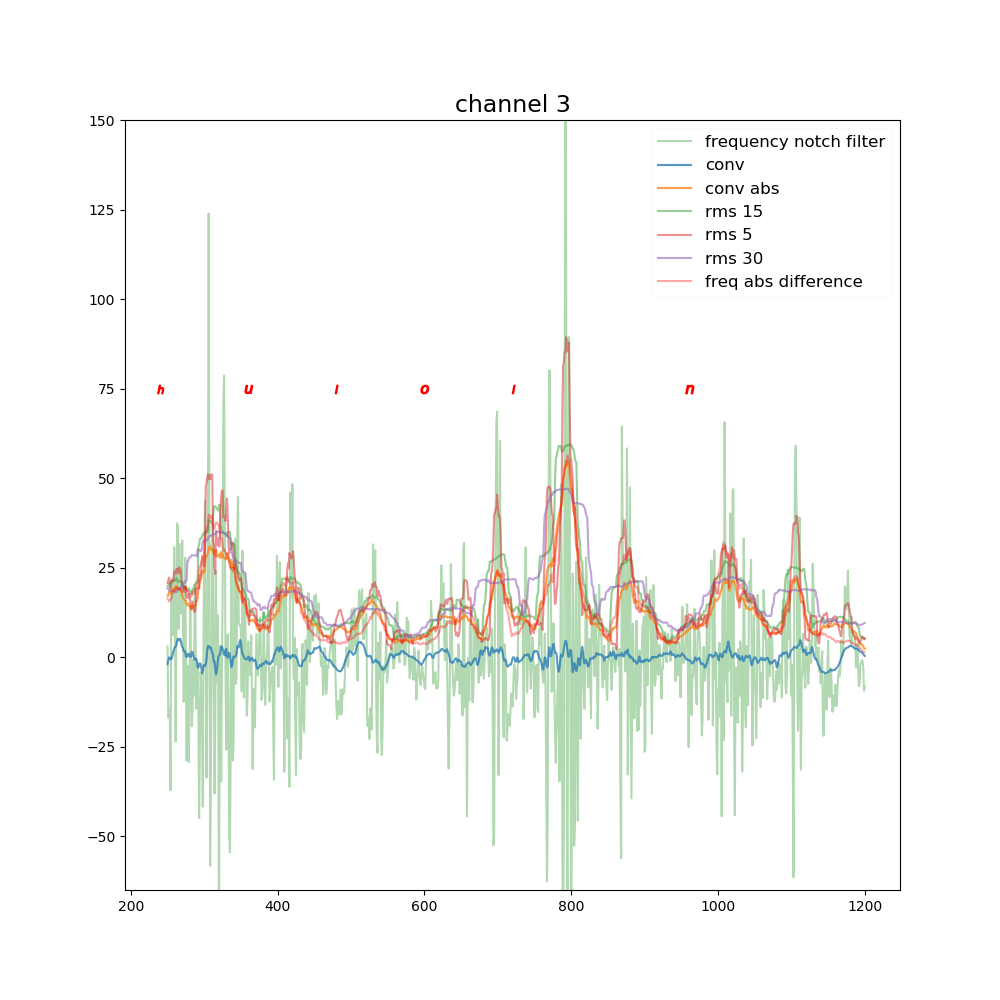 channel 3
150
frequency notch filter
conv
125
conv abs
rms 15
rms 5
rms 30
100
freq abs difference
75
h u l o l n
50
25
0
−25
−50
200 400 600 800 1000 1200